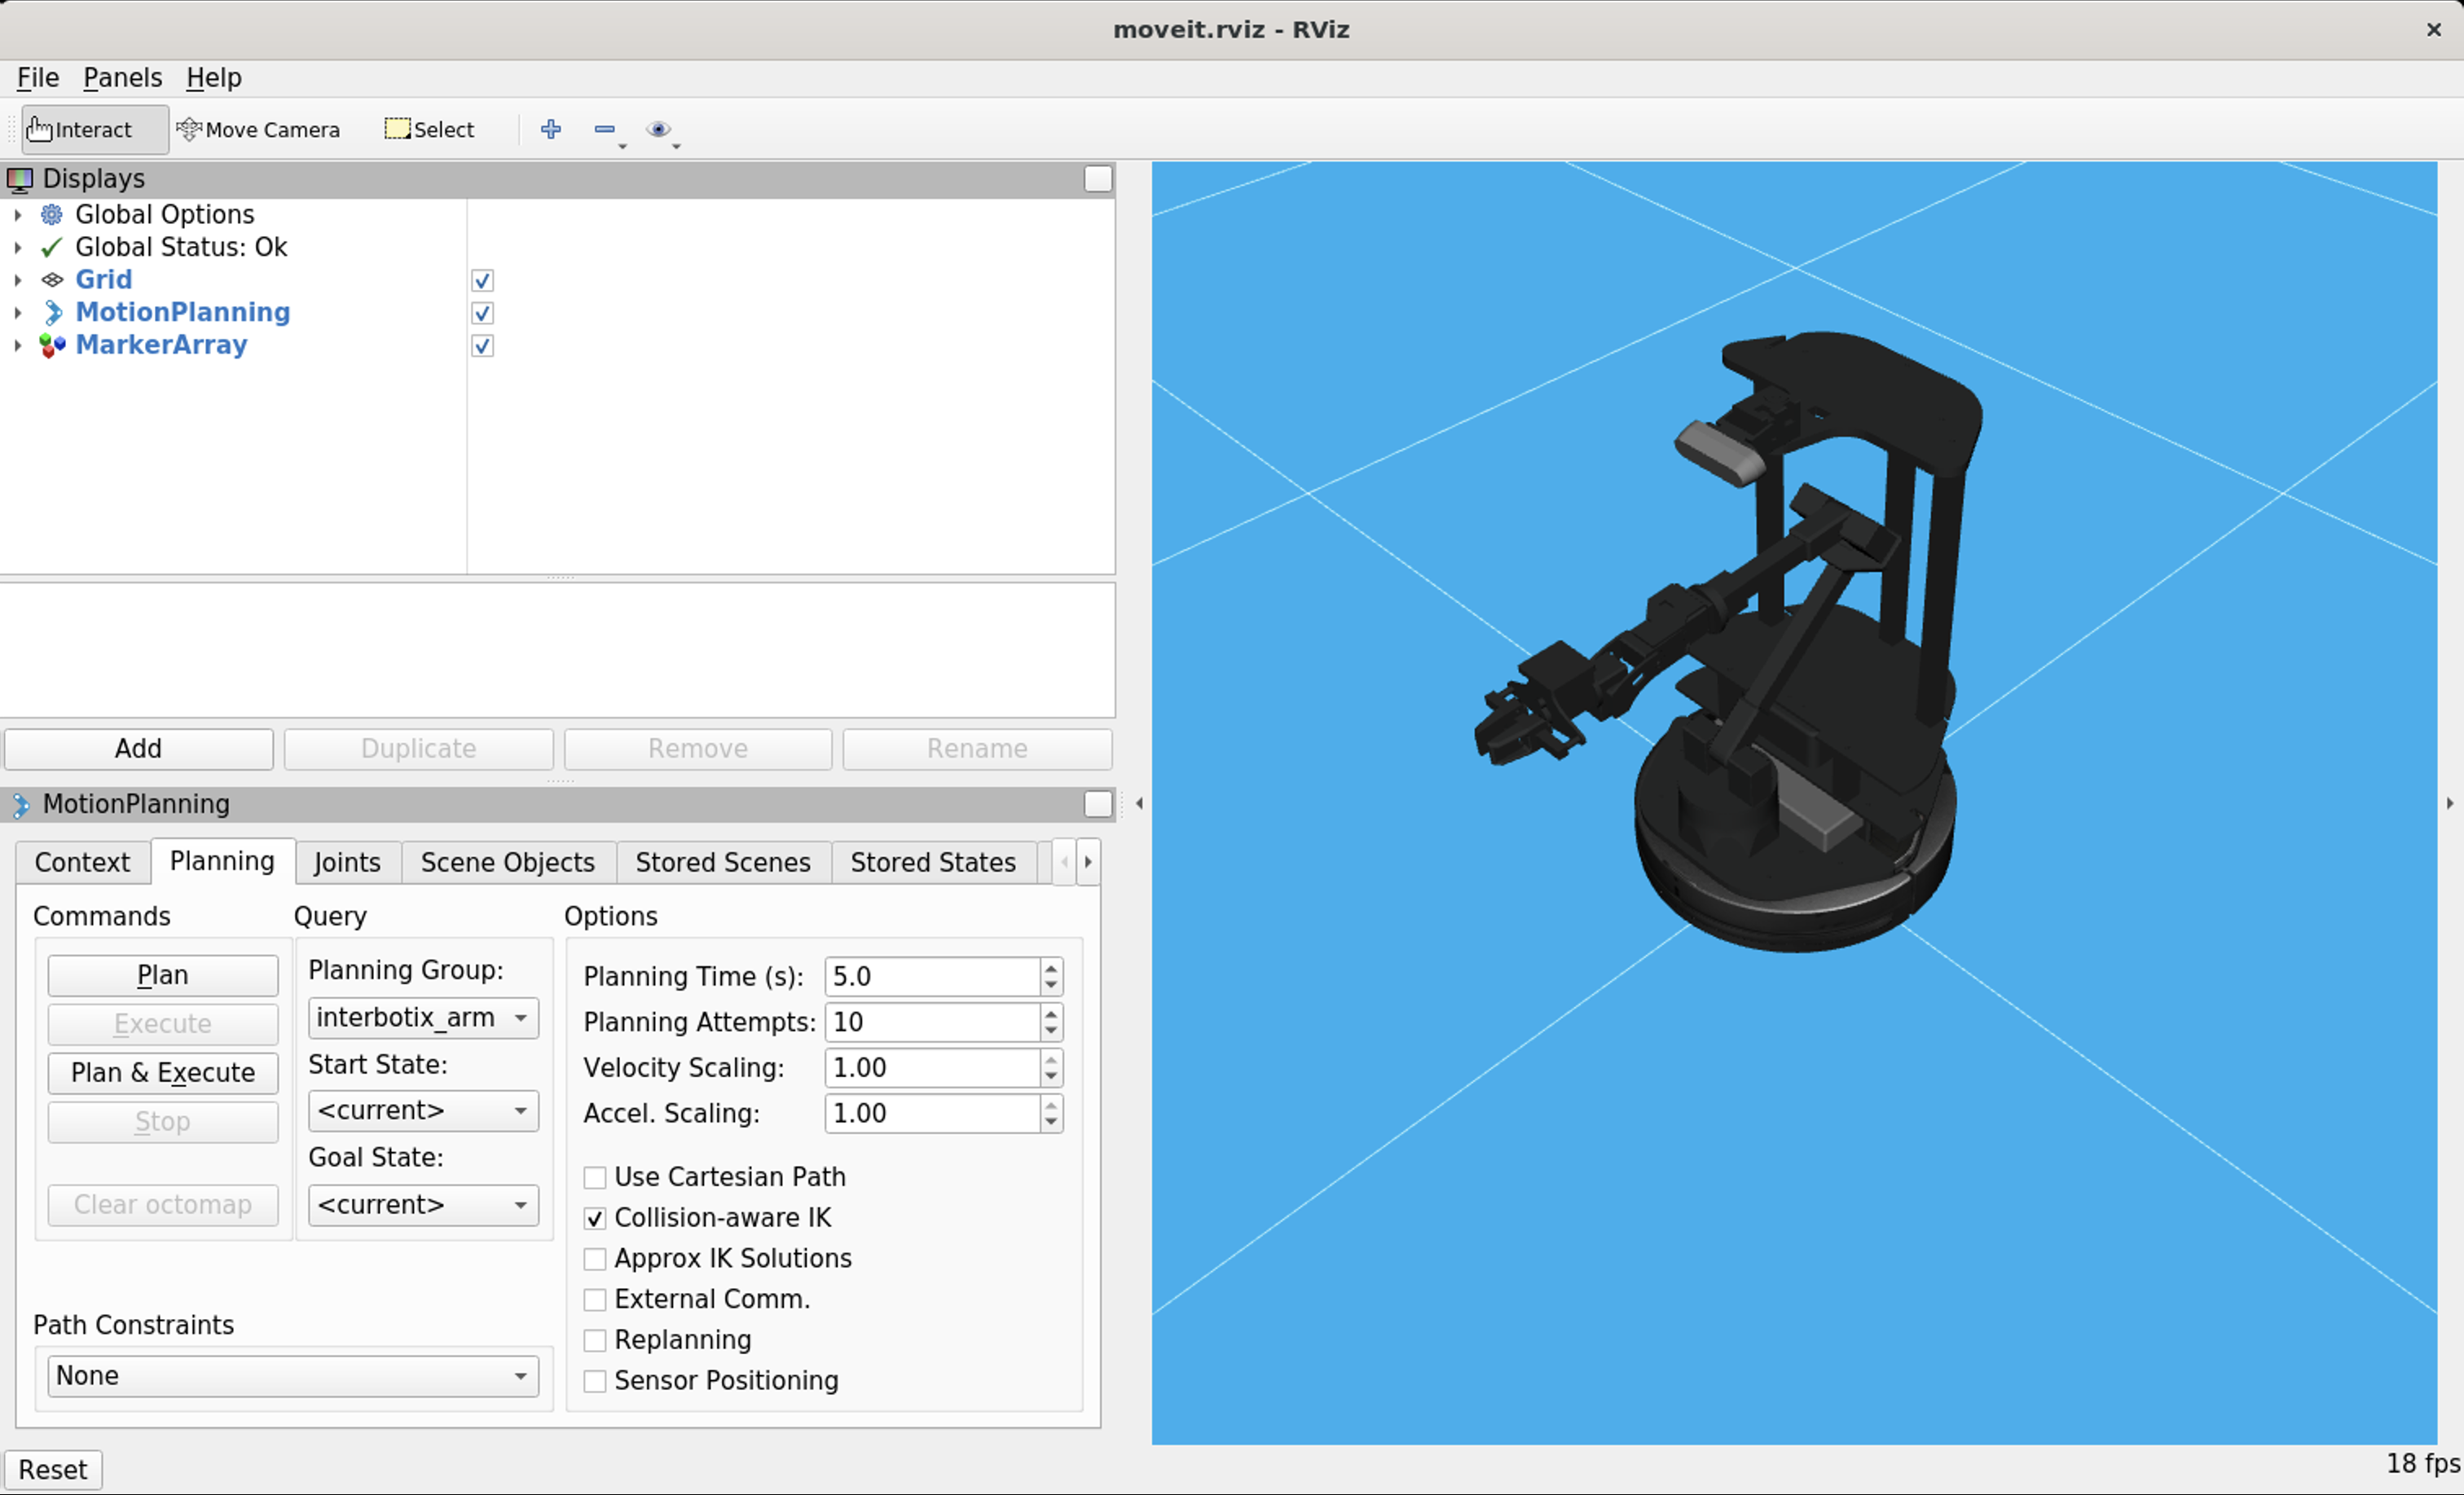 moveit.rviz - RViz
File Panels Help
Interact Move Camera Select
Displays
Global Options
Global Status: Ok
Grid
MotionPlanning
MarkerArray
Add Duplicate Remove Rename
MotionPlanning
Context Planning Joints Scene Objects Stored Scenes Stored States
Commands Query Options
Plan
Execute
Plan & Execute
Stop
Clear octomap
Planning Group:
interbotix_arm
Start State:
<current>
Goal State:
<current>
Planning Time (s): 5.0
Planning Attempts: 10
Velocity Scaling: 1.00
Accel. Scaling: 1.00
Use Cartesian Path
Collision-aware IK
Approx IK Solutions
External Comm.
Replanning
Sensor Positioning
Path Constraints
None
Reset
18 fps